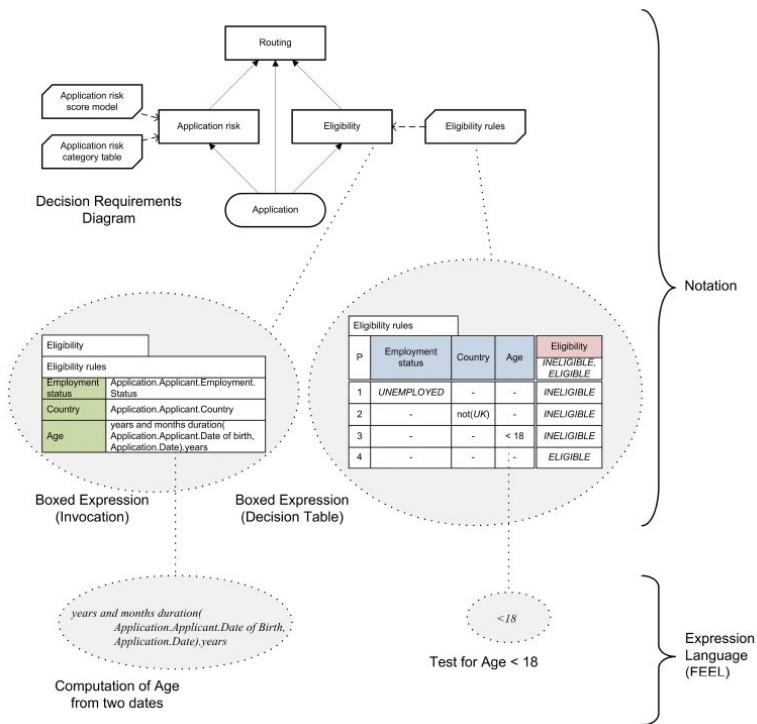 Routing
Application risk
score model
Application risk
category table
Application risk
Eligibility
Eligibility rules
Application
Decision Requirements
Diagram
Notation
Eligibility
Eligibility rules
Employment
status
Application.Applicant.Employment.
Status
Country
Application.Applicant.Country
Age
years and months duration(
Application.Applicant.Date of birth,
Application.Date).years
Boxed Expression
(Invocation)
Eligibility rules
P
Employment
status
Country
Age
Eligibility
INELIGIBLE,
ELIGIBLE
1 UNEMPLOYED - - INELIGIBLE
2 - not(UK) - INELIGIBLE
3 - - < 18 INELIGIBLE
4 - - - ELIGIBLE
Boxed Expression
(Decision Table)
years and months duration(
Application.Applicant.Date of Birth,
Application.Date).years
Computation of Age
from two dates
<18
Test for Age < 18
Expression
Language
(FEEL)